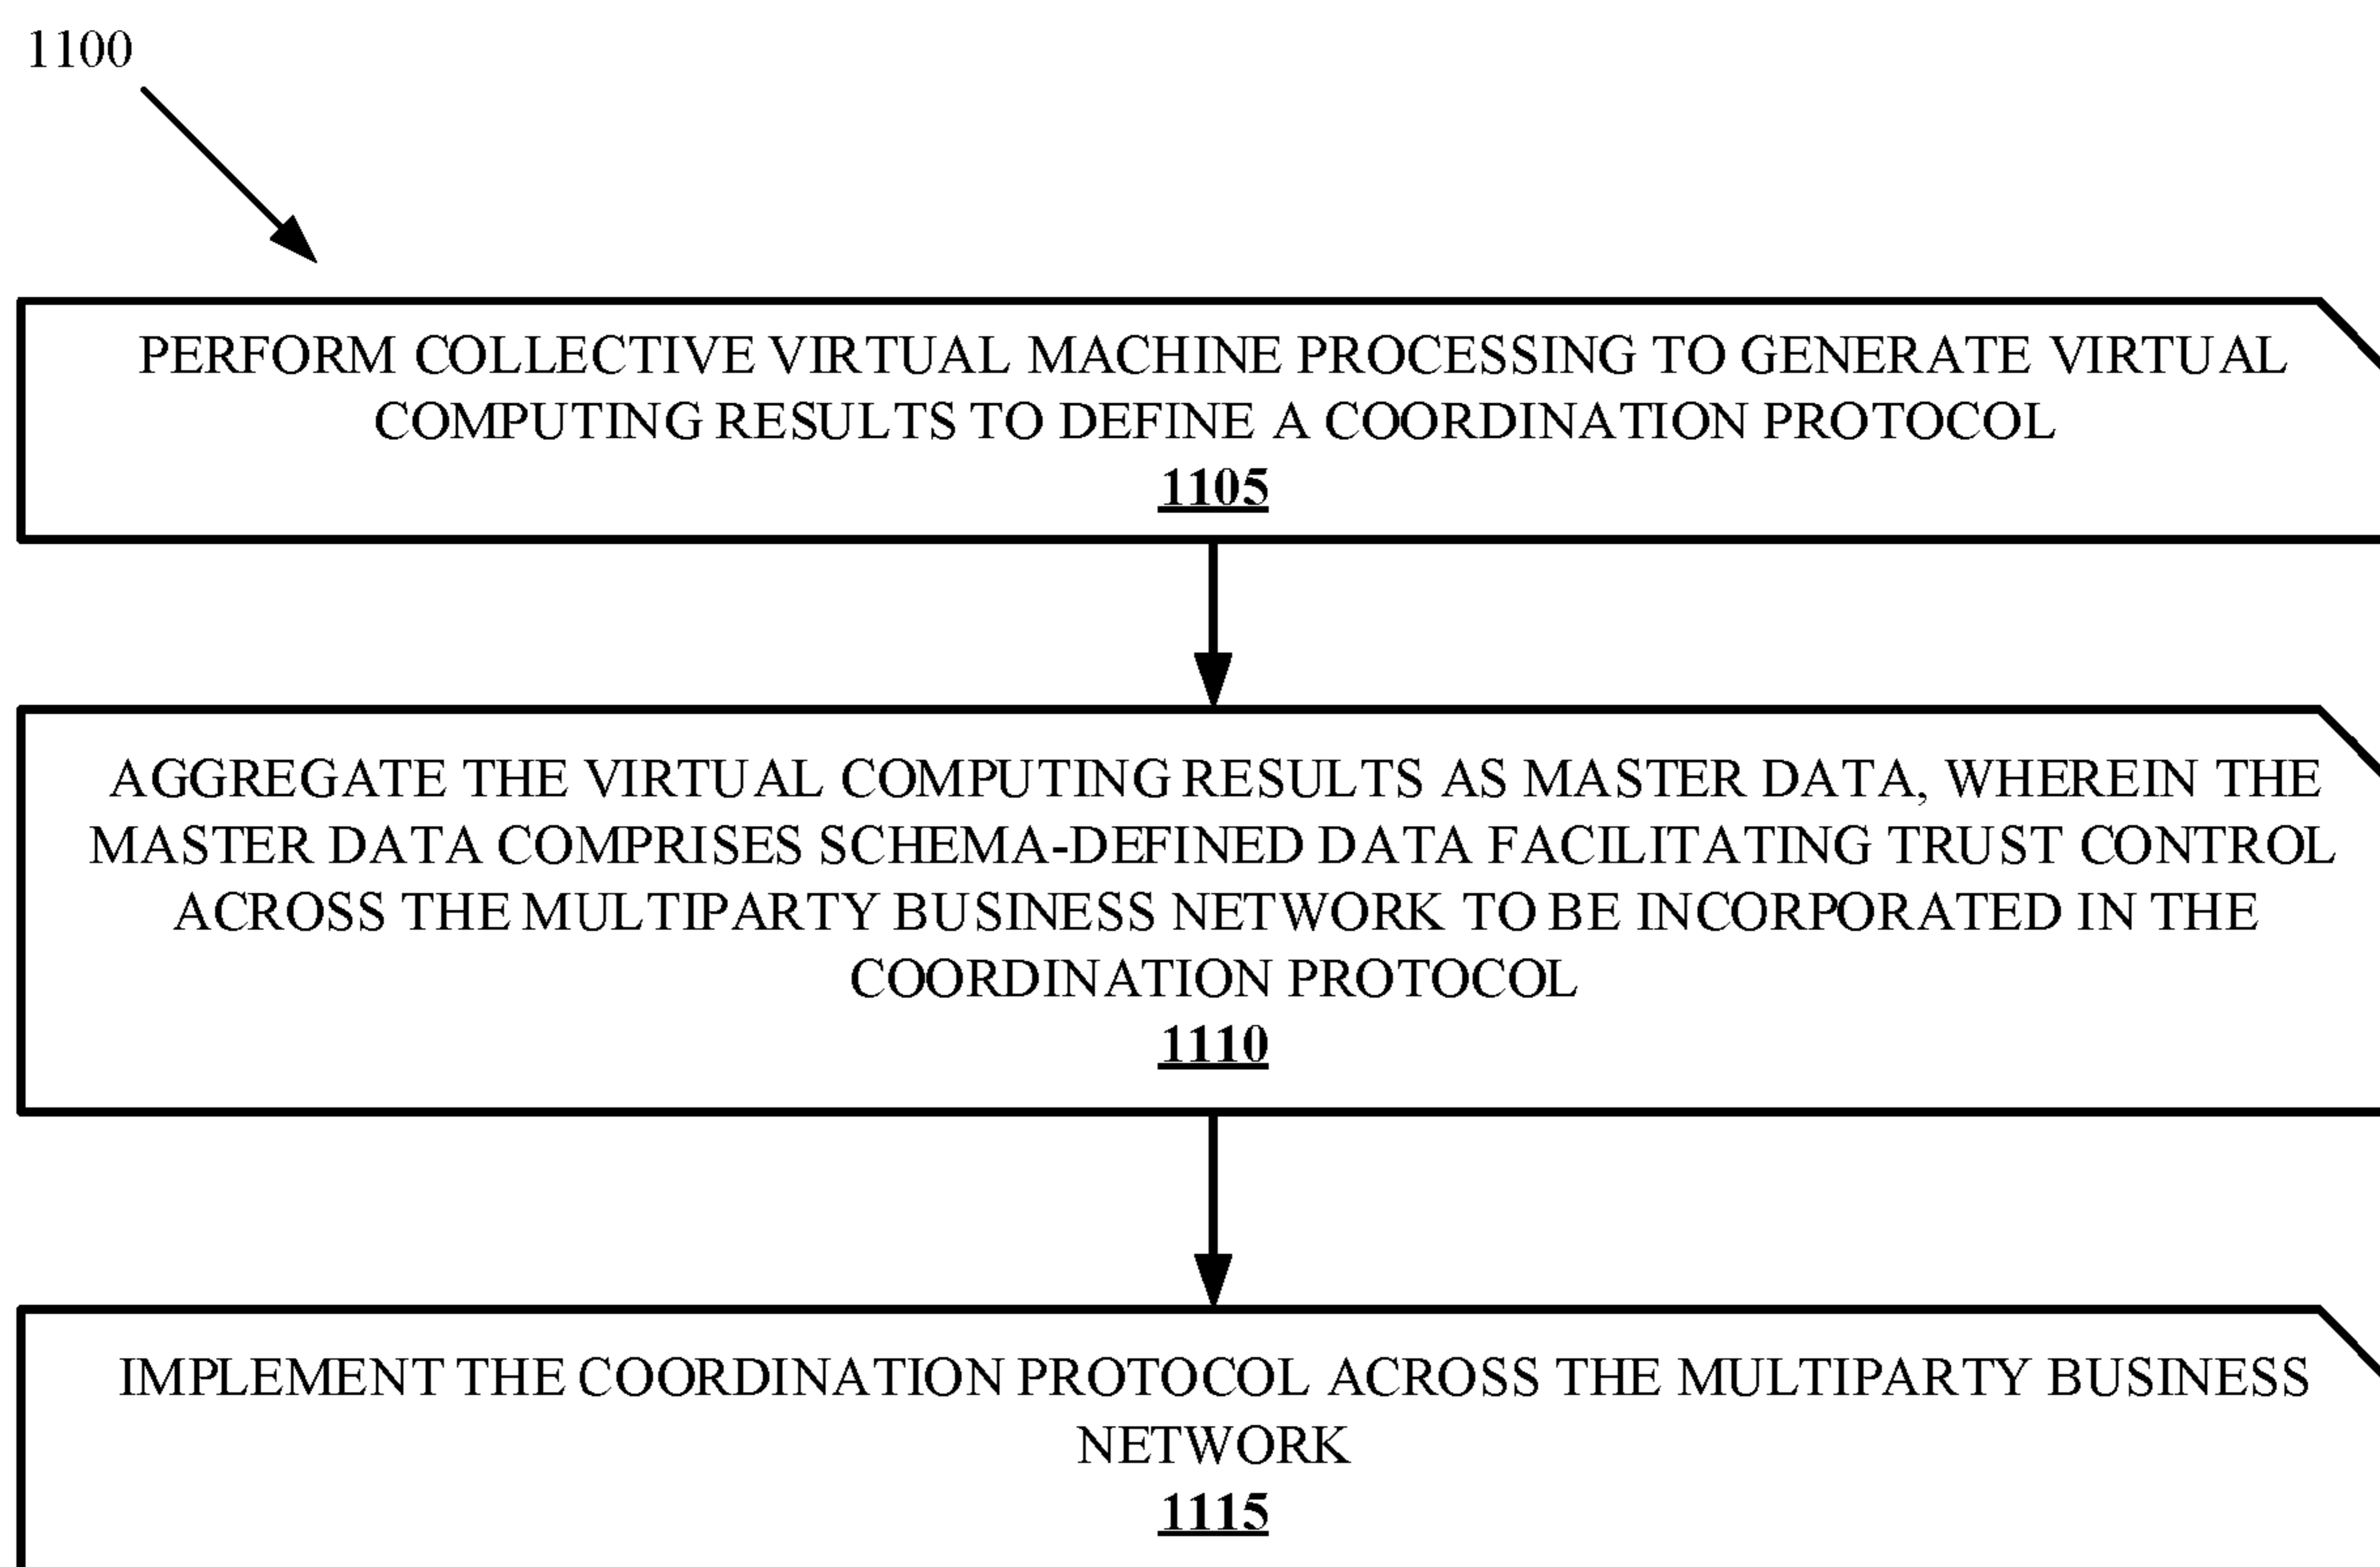 1100
PERFORM COLLECTIVE VIRTUAL MACHINE PROCESSING TO GENERATE VIRTUAL
COMPUTING RESULTS TO DEFINE A COORDINATION PROTOCOL
1105
AGGREGATE THE VIRTUAL COMPUTING RESULTS AS MASTER DATA, WHEREIN THE
MASTER DATA COMPRISES SCHEMA-DEFINED DATA FACILITATING TRUST CONTROL
ACROSS THE MULTIPARTY BUSINESS NETWORK TO BE INCORPORATED IN THE
COORDINATION PROTOCOL
1110
IMPLEMENT THE COORDINATION PROTOCOL ACROSS THE MULTIPARTY BUSINESS
NETWORK
1115